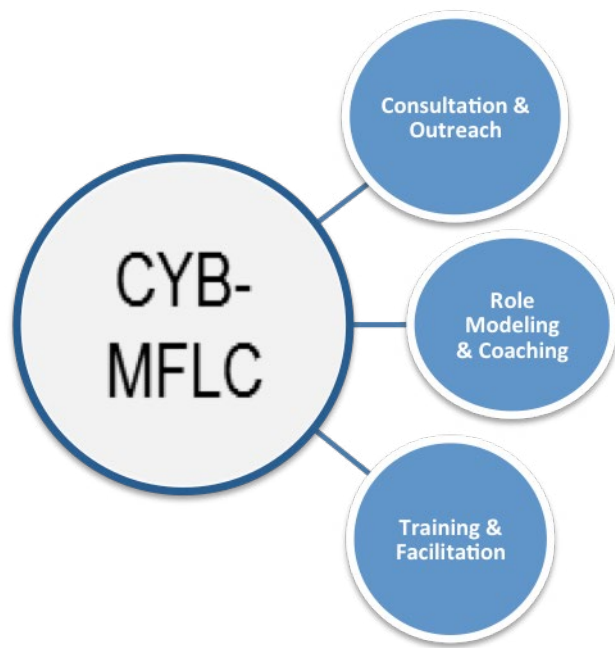 Consultation &
Outreach
CYB-
MFLC
Role
Modeling
& Coaching
Training &
Facilitation